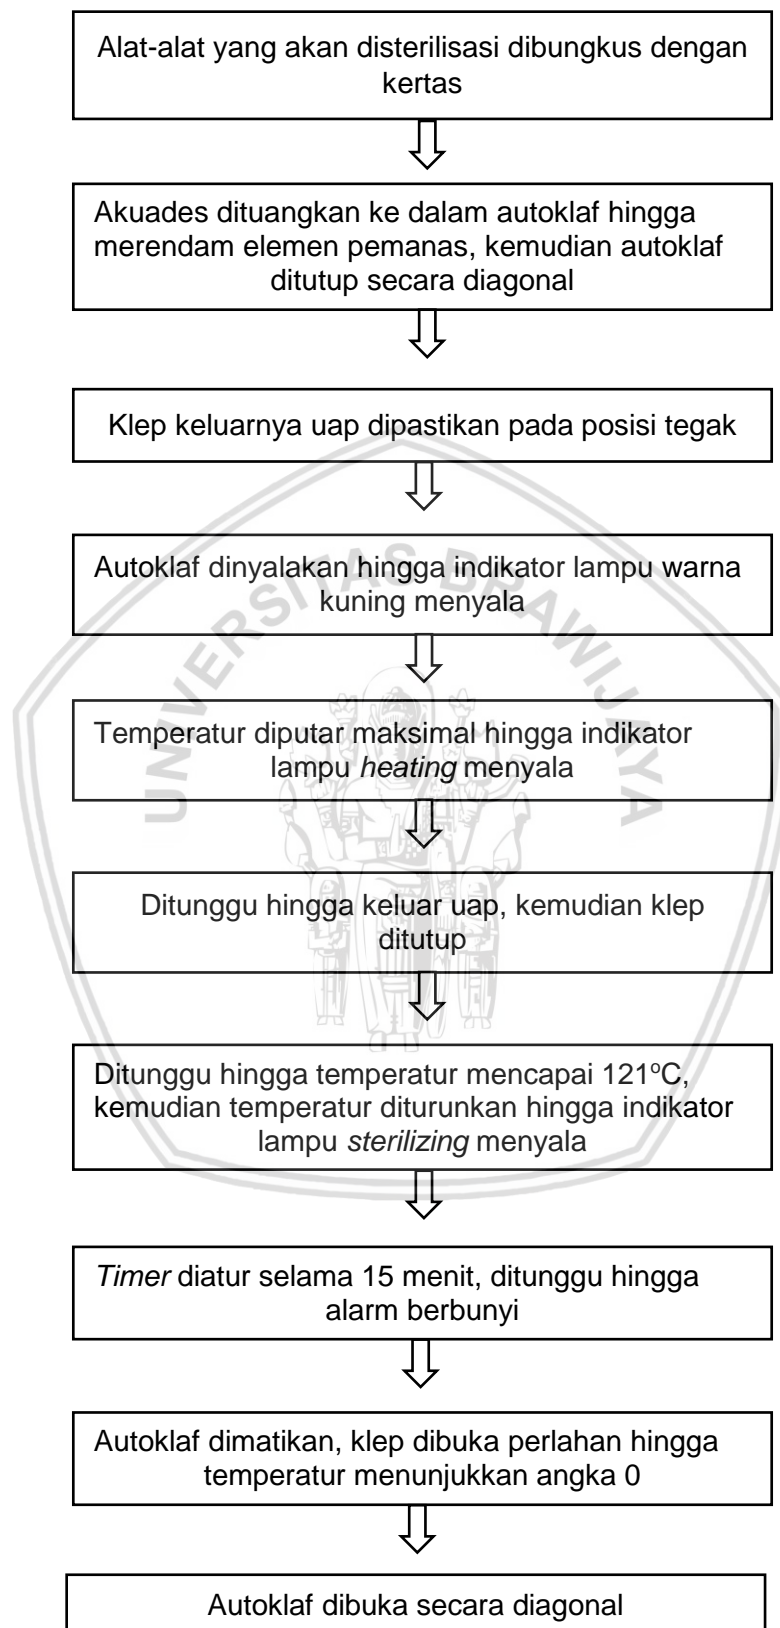 Alat-alat yang akan disterilisasi dibungkus dengan
kertas
Akuades dituangkan ke dalam autoklaf hingga
merendam elemen pemanas, kemudian autoklaf
ditutup secara diagonal
Klep keluarnya uap dipastikan pada posisi tegak
Autoklaf dinyalakan hingga indikator lampu warna
kuning menyala
Temperatur diputar maksimal hingga indikator
lampu heating menyala
Ditunggu hingga keluar uap, kemudian klep
ditutup
Ditunggu hingga temperatur mencapai 121oC,
kemudian temperatur diturunkan hingga indikator
lampu sterilizing menyala
Timer diatur selama 15 menit, ditunggu hingga
alarm berbunyi
Autoklaf dimatikan, klep dibuka perlahan hingga
temperatur menunjukkan angka 0
Autoklaf dibuka secara diagonal
UNIVERSITAS BRAWIJAYA